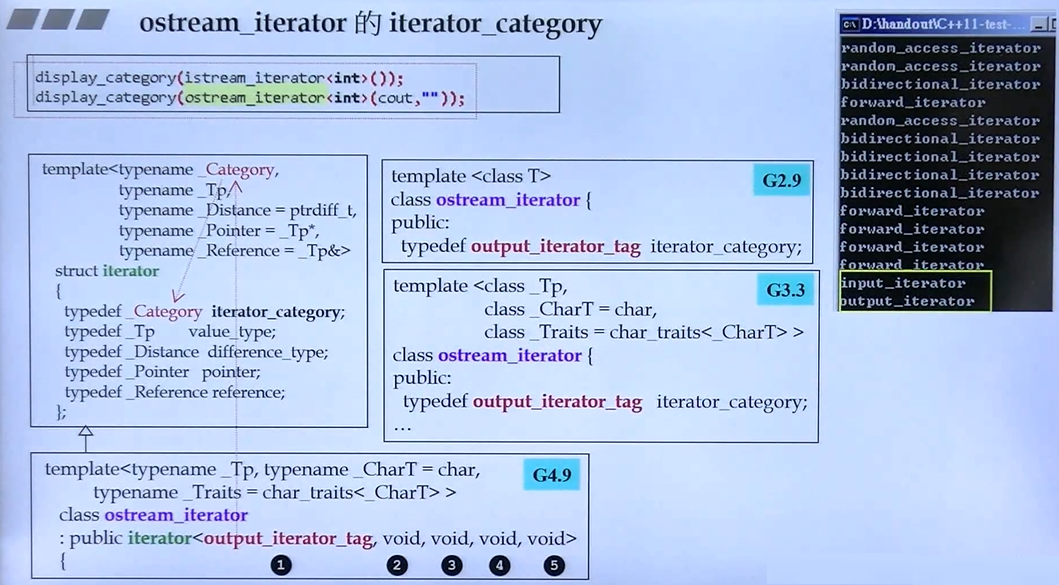 ostream_iterator 的 iterator_category
display_category(istream_iterator<int>());
display_category(ostream_iterator<int>(cout,""));
template<typename _Category,
typename _Tp,
typename _Distance = ptrdiff_t,
typename _Pointer = _Tp*,
typename _Reference = _Tp&>
struct iterator
{
typedef _Category iterator_category;
typedef _Tp value_type;
typedef _Distance difference_type;
typedef _Pointer pointer;
typedef _Reference reference;
};
template <class T>
class ostream_iterator {
public:
typedef output_iterator_tag iterator_category;
G2.9
template <class _Tp,
class _CharT = char,
class _Traits = char_traits<_CharT> >
class ostream_iterator {
public:
typedef output_iterator_tag iterator_category;
…
G3.3
template<typename _Tp, typename _CharT = char,
typename _Traits = char_traits<_CharT> >
class ostream_iterator
: public iterator<output_iterator_tag, void, void, void, void>
{
G4.9
1 2 3 4 5
D:\handout\C++11-test-...
random_access_iterator
random_access_iterator
bidirectional_iterator
forward_iterator
random_access_iterator
bidirectional_iterator
bidirectional_iterator
bidirectional_iterator
bidirectional_iterator
forward_iterator
forward_iterator
forward_iterator
forward_iterator
input_iterator
output_iterator